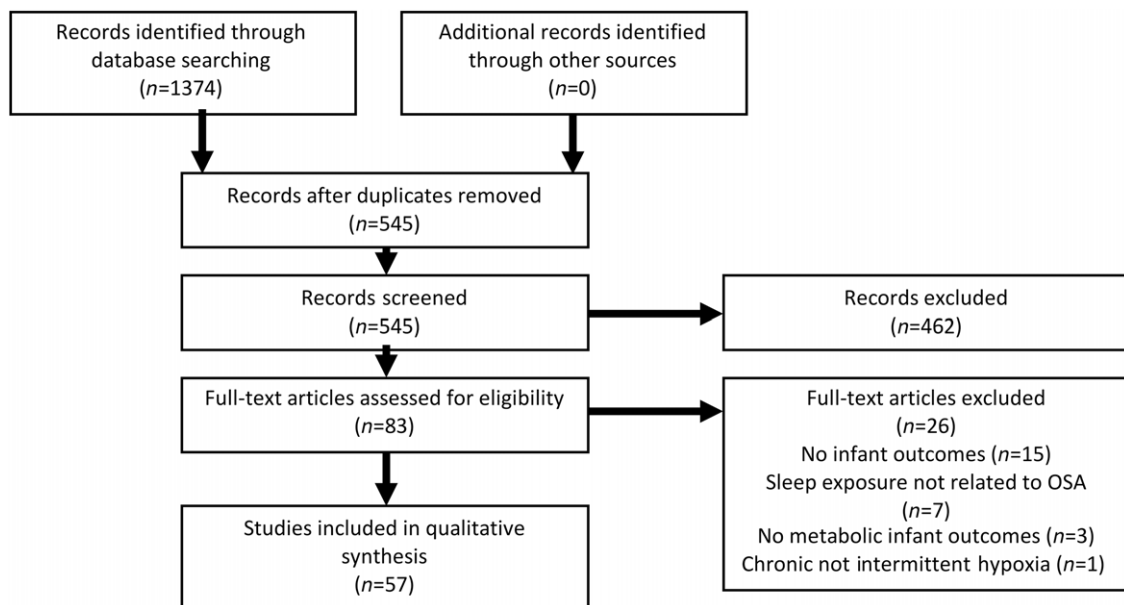 Records identified through
database searching
(n=1374)
Additional records identified
through other sources
(n=0)
Records after duplicates removed
(n=545)
Records screened
(n=545)
Records excluded
(n=462)
Full-text articles assessed for eligibility
(n=83)
Full-text articles excluded
(n=26)
No infant outcomes (n=15)
Sleep exposure not related to OSA
(n=7)
No metabolic infant outcomes (n=3)
Chronic not intermittent hypoxia (n=1)
Studies included in qualitative
synthesis
(n=57)